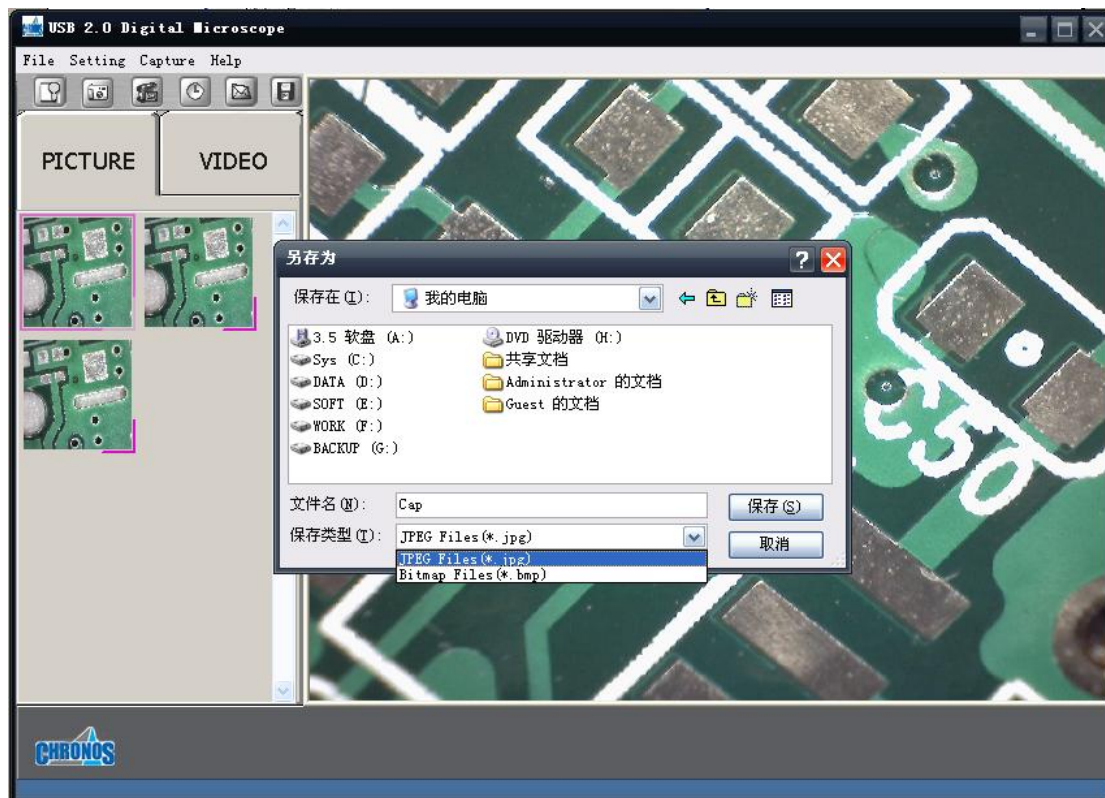 USB 2.0 Digital Microscope
File Setting Capture Help
PICTURE VIDEO
另存为
保存在(I):
我的电脑
3.5 软盘 (A:)
DVD 驱动器 (H:)
Sys (C:)
共享文档
DATA (D:)
Administrator 的文档
SOFT (E:)
Guest 的文档
WORK (F:)
BACKUP (G:)
文件名(N):
Cap
保存(S)
保存类型(T):
JPEG Files(*.jpg)
取消
JPEG Files(*.jpg)
Bitmap Files(*.bmp)
C50
CHRONOS